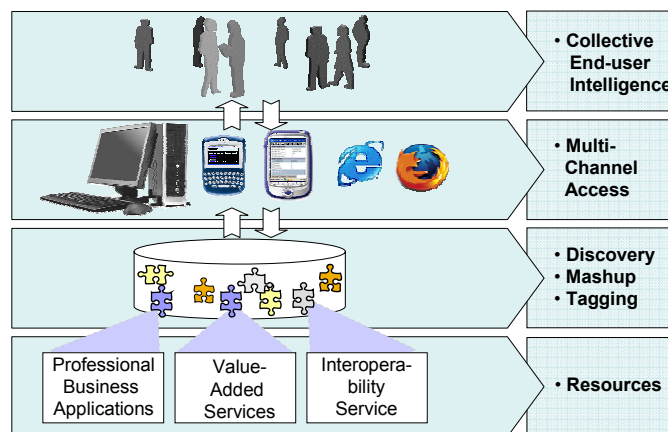 • Collective
End-user
Intelligence
• Multi-
Channel
Access
• Discovery
• Mashup
• Tagging
Professional
Business
Applications
Value-
Added
Services
Interopera-
bility
Service
• Resources